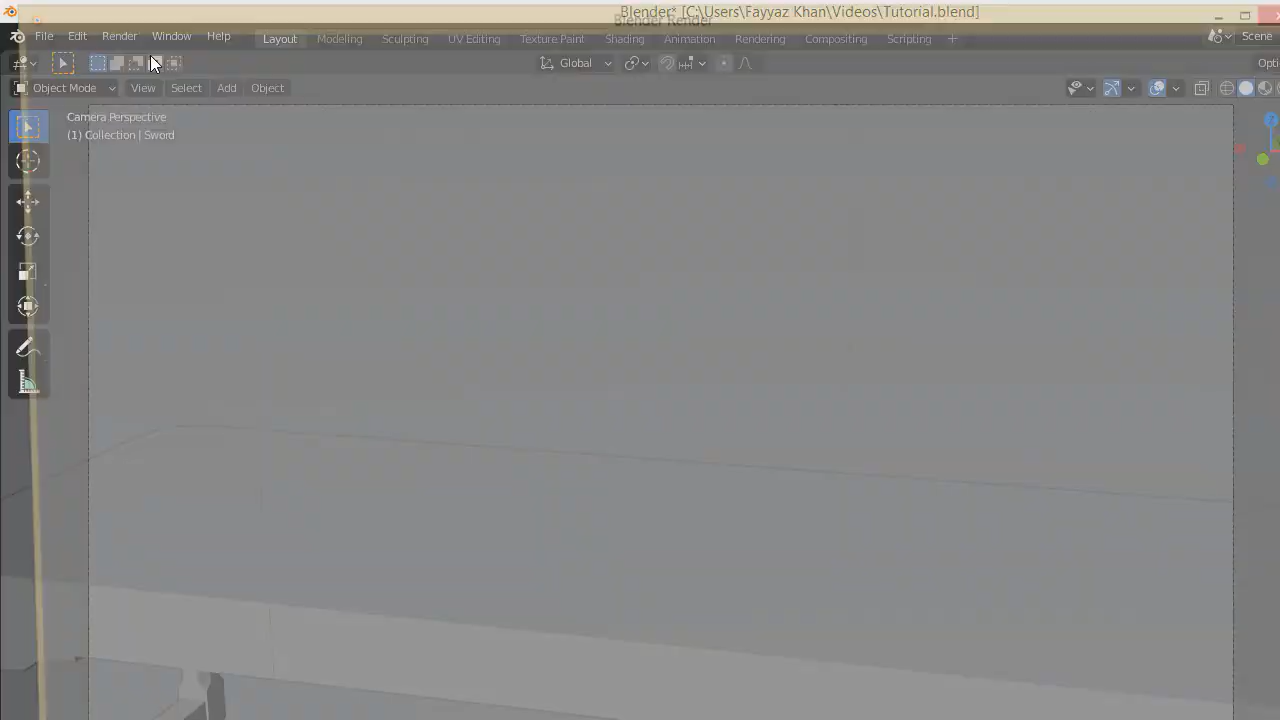 Blender* [C:\Users\Fayyaz Khan\Videos\Tutorial.blend]
Blender Render
File Edit Render Window Help Layout Modeling Sculpting UV Editing Texture Paint Shading Animation Rendering Compositing Scripting Scene
Global Opti
Object Mode View Select Add Object
Camera Perspective
(1) Collection | Sword
Z